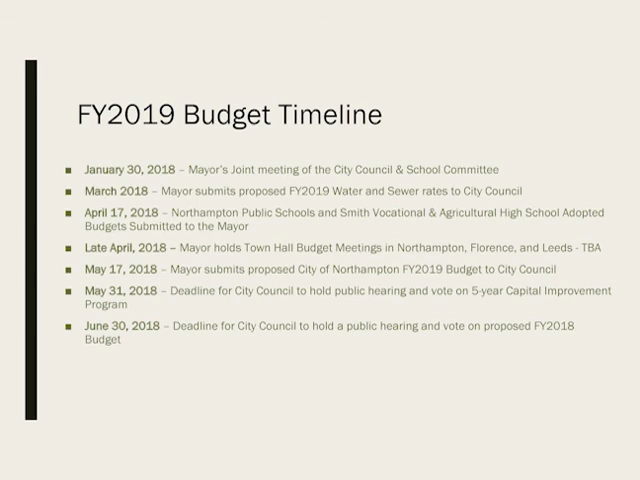 FY2019 Budget Timeline
January 30, 2018 – Mayor's Joint meeting of the City Council & School Committee
March 2018 – Mayor submits proposed FY2019 Water and Sewer rates to City Council
April 17, 2018 – Northampton Public Schools and Smith Vocational & Agricultural High School Adopted
Budgets Submitted to the Mayor
Late April, 2018 – Mayor holds Town Hall Budget Meetings in Northampton, Florence, and Leeds - TBA
May 17, 2018 – Mayor submits proposed City of Northampton FY2019 Budget to City Council
May 31, 2018 – Deadline for City Council to hold public hearing and vote on 5-year Capital Improvement
Program
June 30, 2018 – Deadline for City Council to hold a public hearing and vote on proposed FY2018
Budget